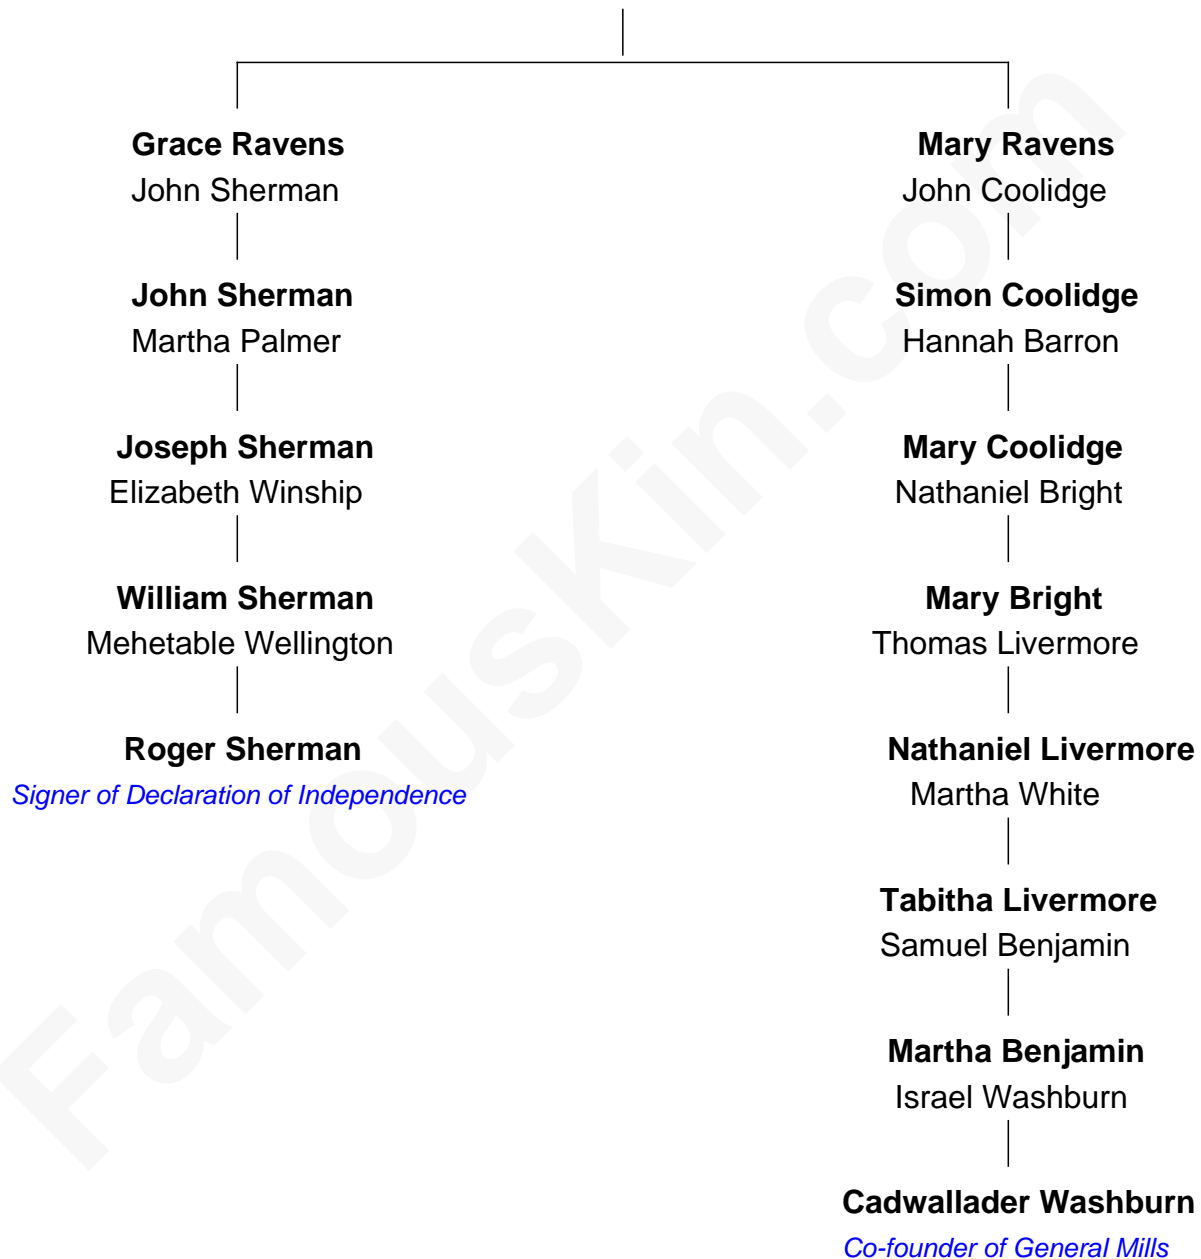 Grace Ravens
John Sherman
John Sherman
Martha Palmer
Joseph Sherman
Elizabeth Winship
William Sherman
Mehetable Wellington
Roger Sherman
Signer of Declaration of Independence
Mary Ravens
John Coolidge
Simon Coolidge
Hannah Barron
Mary Coolidge
Nathaniel Bright
Mary Bright
Thomas Livermore
Nathaniel Livermore
Martha White
Tabitha Livermore
Samuel Benjamin
Martha Benjamin
Israel Washburn
Cadwallader Washburn
Co-founder of General Mills
FamousKin.com